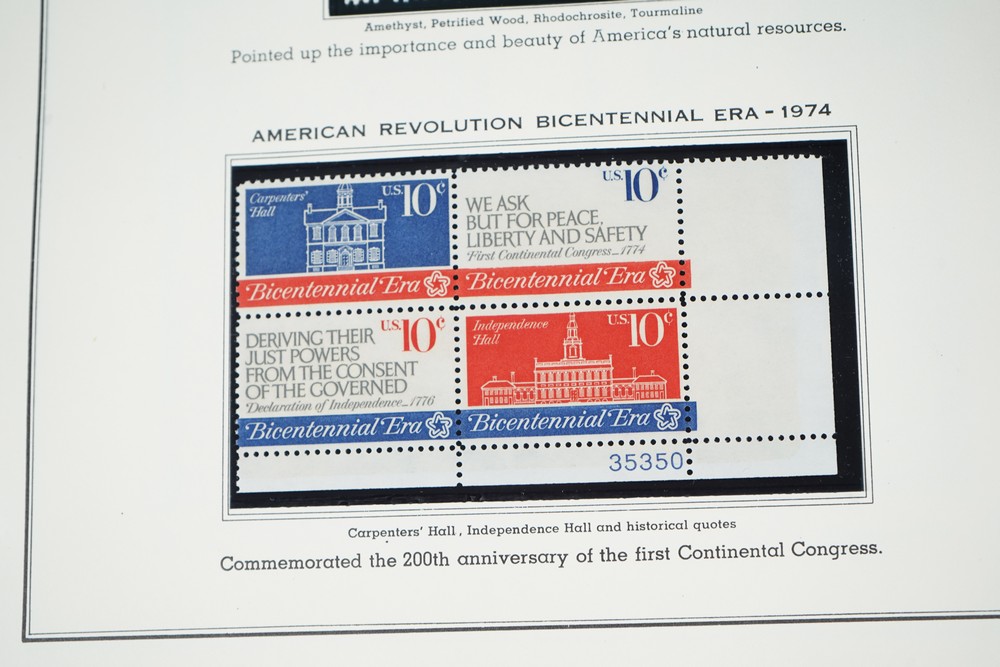 Amethyst, Petrified Wood, Rhodochrosite, Tourmaline
Pointed up the importance and beauty of America's natural resources.
AMERICAN REVOLUTION BICENTENNIAL ERA - 1974
Carpenters'
Hall
U.S. 10¢
Bicentennial Era
U.S. 10¢
WE ASK
BUT FOR PEACE,
LIBERTY AND SAFETY
First Continental Congress—1774
Bicentennial Era
U.S. 10¢
DERIVING THEIR
JUST POWERS
FROM THE CONSENT
OF THE GOVERNED
Declaration of Independence—1776
Bicentennial Era
Independence
Hall
U.S. 10¢
Bicentennial Era
35350
Carpenters' Hall, Independence Hall and historical quotes
Commemorated the 200th anniversary of the first Continental Congress.